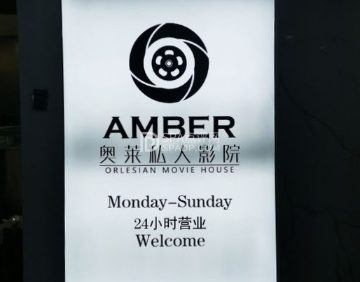 AMBER
奥莱私人影院
ORLESIAN MOVIE HOUSE
Monday-Sunday
24小时营业
Welcome